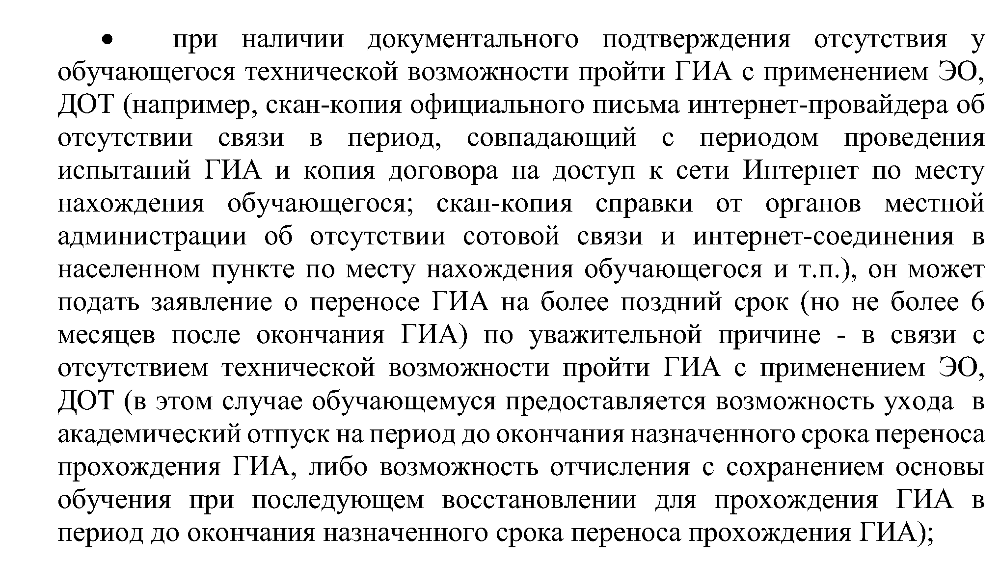 • при наличии документального подтверждения отсутствия у
обучающегося технической возможности пройти ГИА с применением ЭО,
ДОТ (например, скан-копия официального письма интернет-провайдера об
отсутствии связи в период, совпадающий с периодом проведения
испытаний ГИА и копия договора на доступ к сети Интернет по месту
нахождения обучающегося; скан-копия справки от органов местной
администрации об отсутствии сотовой связи и интернет-соединения в
населенном пункте по месту нахождения обучающегося и т.п.), он может
подать заявление о переносе ГИА на более поздний срок (но не более 6
месяцев после окончания ГИА) по уважительной причине - в связи с
отсутствием технической возможности пройти ГИА с применением ЭО,
ДОТ (в этом случае обучающемуся предоставляется возможность ухода в
академический отпуск на период до окончания назначенного срока переноса
прохождения ГИА, либо возможность отчисления с сохранением основы
обучения при последующем восстановлении для прохождения ГИА в
период до окончания назначенного срока переноса прохождения ГИА);